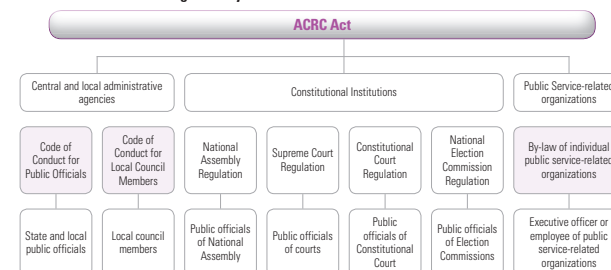 ACRC Act
Central and local administrative
agencies
Constitutional Institutions
Public Service-related
organizations
Code of
Conduct for
Public Officials
Code of
Conduct for
Local Council
Members
National
Assembly
Regulation
Supreme Court
Regulation
Constitutional
Court
Regulation
National
Election
Commission
Regulation
By-law of individual
public service-related
organizations
State and local
public officials
Local council
members
Public officials
of National
Assembly
Public officials
of courts
Public
officials of
Constitutional
Court
Public officials
of Election
Commissions
Executive officer or
employee of public
service-related
organizations